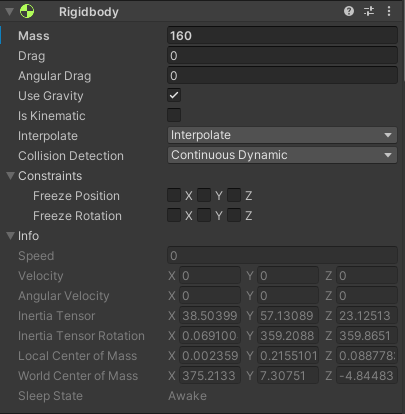 Rigidbody
Mass 160
Drag 0
Angular Drag 0
Use Gravity
Is Kinematic
Interpolate Interpolate
Collision Detection Continuous Dynamic
Constraints
Freeze Position X Y Z
Freeze Rotation X Y Z
Info
Speed 0
Velocity X 0 Y 0 Z 0
Angular Velocity X 0 Y 0 Z 0
Inertia Tensor X 38.50399 Y 57.13089 Z 23.12513
Inertia Tensor Rotation X 0.069100 Y 359.2088 Z 359.8651
Local Center of Mass X 0.002359 Y 0.2155101 Z 0.0887783
World Center of Mass X 375.2133 Y 7.30751 Z -4.84483
Sleep State Awake